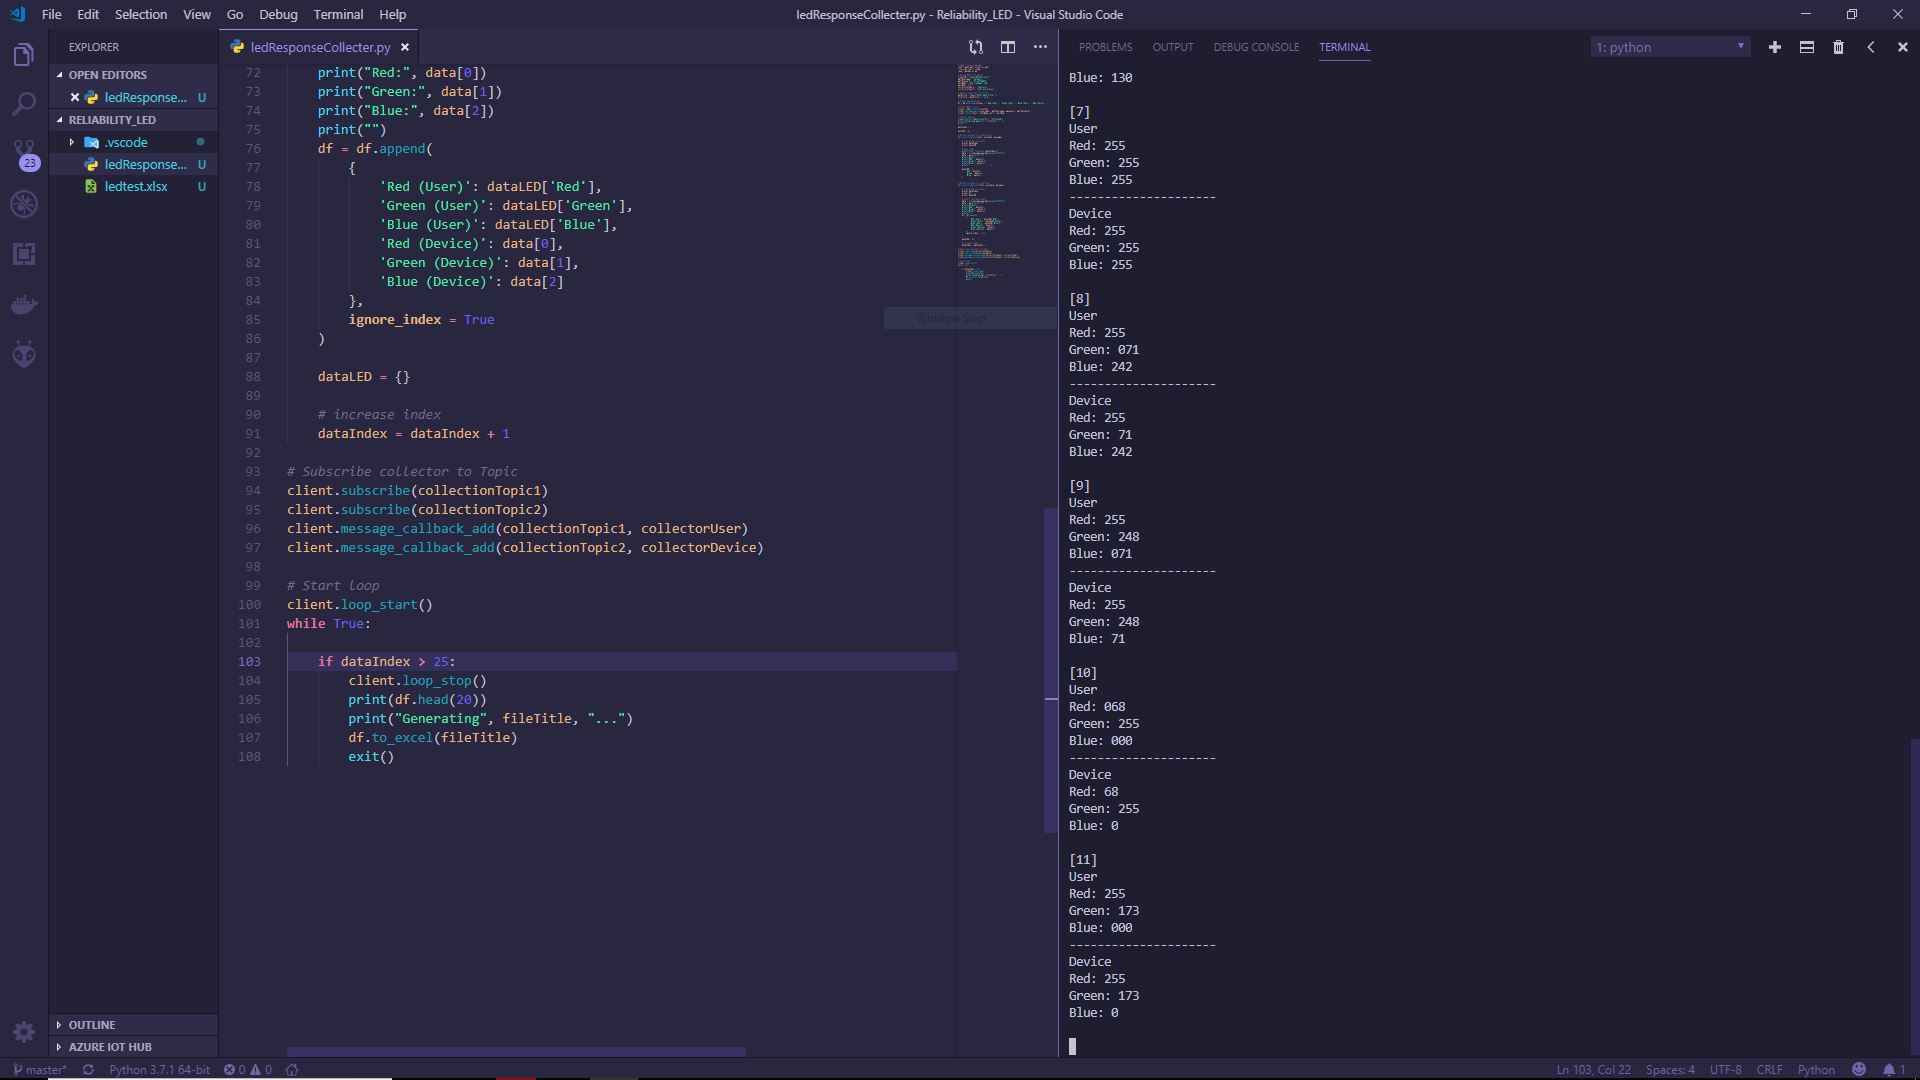 File Edit Selection View Go Debug Terminal Help
ledResponseCollecter.py - Reliability_LED - Visual Studio Code
EXPLORER
OPEN EDITORS
ledResponse... U
RELIABILITY_LED
.vscode
ledResponse... U
ledtest.xlsx U
23
OUTLINE
AZURE IOT HUB
ledResponseCollecter.py
72 print("Red:", data[0])
73 print("Green:", data[1])
74 print("Blue:", data[2])
75 print("")
76 df = df.append(
77 {
78 'Red (User)': dataLED['Red'],
79 'Green (User)': dataLED['Green'],
80 'Blue (User)': dataLED['Blue'],
81 'Red (Device)': data[0],
82 'Green (Device)': data[1],
83 'Blue (Device)': data[2]
84 },
85 ignore_index = True
86 )
87
88 dataLED = {}
89
90 # increase index
91 dataIndex = dataIndex + 1
92
93 # Subscribe collector to Topic
94 client.subscribe(collectionTopic1)
95 client.subscribe(collectionTopic2)
96 client.message_callback_add(collectionTopic1, collectorUser)
97 client.message_callback_add(collectionTopic2, collectorDevice)
98
99 # Start loop
100 client.loop_start()
101 while True:
102
103 if dataIndex > 25:
104 client.loop_stop()
105 print(df.head(20))
106 print("Generating", fileTitle, "...")
107 df.to_excel(fileTitle)
108 exit()
Window Snip
PROBLEMS OUTPUT DEBUG CONSOLE TERMINAL
1: python
Blue: 130
[7]
User
Red: 255
Green: 255
Blue: 255
---------------------
Device
Red: 255
Green: 255
Blue: 255
[8]
User
Red: 255
Green: 071
Blue: 242
---------------------
Device
Red: 255
Green: 71
Blue: 242
[9]
User
Red: 255
Green: 248
Blue: 071
---------------------
Device
Red: 255
Green: 248
Blue: 71
[10]
User
Red: 068
Green: 255
Blue: 000
---------------------
Device
Red: 68
Green: 255
Blue: 0
[11]
User
Red: 255
Green: 173
Blue: 000
---------------------
Device
Red: 255
Green: 173
Blue: 0
master* Python 3.7.1 64-bit 0 0
Ln 103, Col 22 Spaces: 4 UTF-8 CRLF Python 1